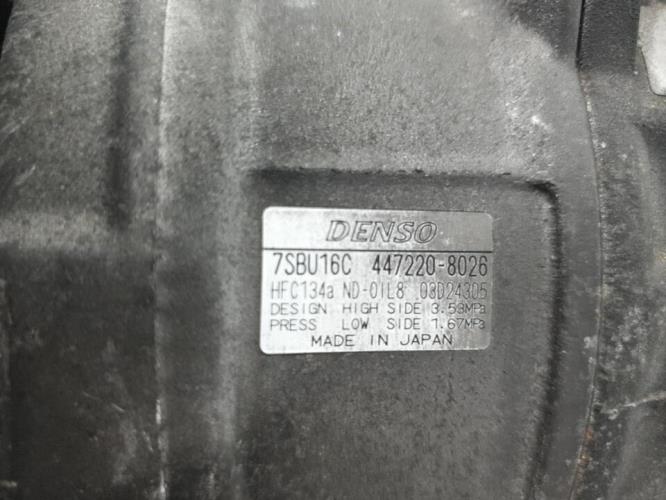 DENSO
7SBU16C 447220-8026
HFC134a ND-OIL8 03D24305
DESIGN HIGH SIDE 3.53MPa
PRESS LOW SIDE 1.67MPa
MADE IN JAPAN